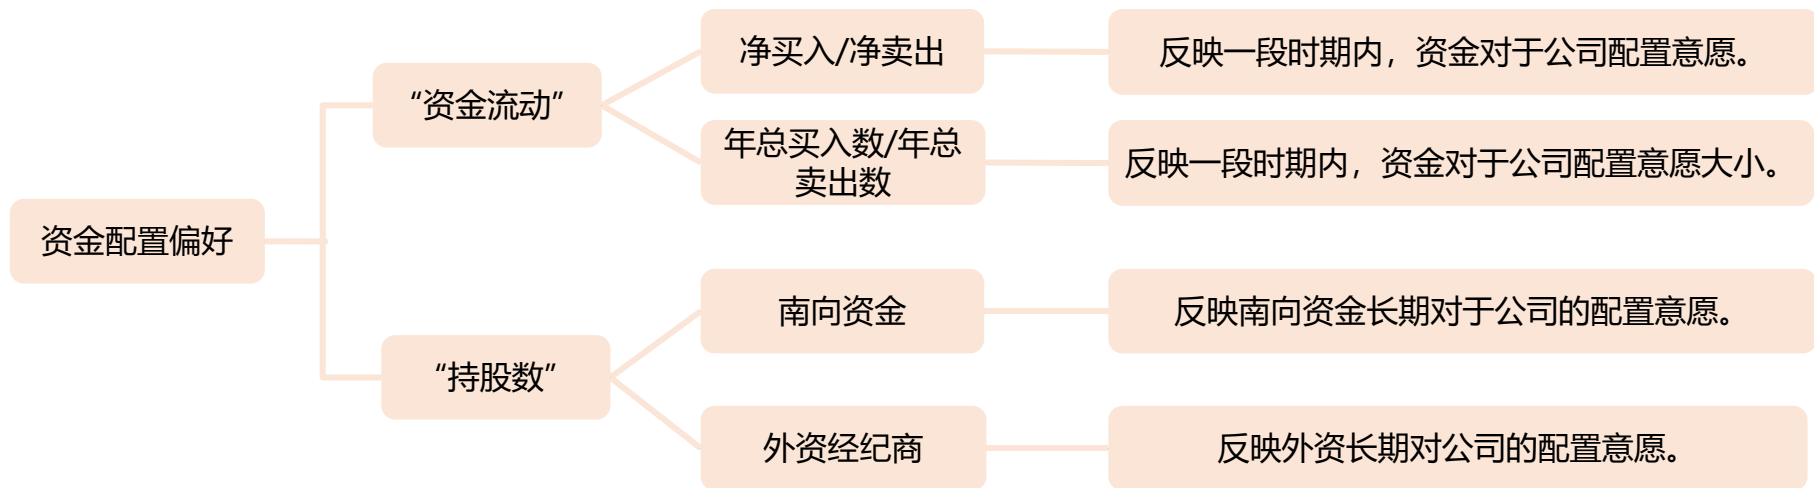 资金配置偏好
“资金流动”
净买入/净卖出
反映一段时期内，资金对于公司配置意愿。
年总买入数/年总
卖出数
反映一段时期内，资金对于公司配置意愿大小。
“持股数”
南向资金
反映南向资金长期对于公司的配置意愿。
外资经纪商
反映外资长期对公司的配置意愿。